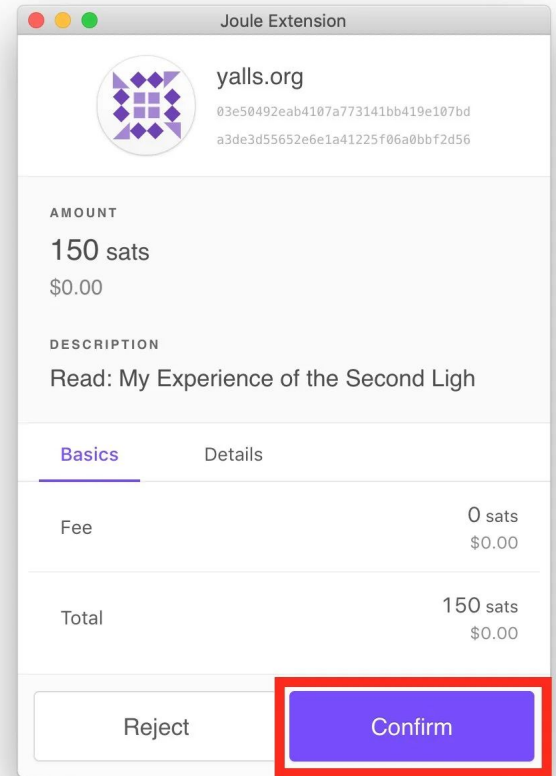 Joule Extension
yalls.org
03e50492eab4107a773141bb419e107bd
a3de3d55652e6e1a41225f06a0bbf2d56
AMOUNT
150 sats
$0.00
DESCRIPTION
Read: My Experience of the Second Ligh
Basics Details
Fee 0 sats
$0.00
Total 150 sats
$0.00
Reject Confirm